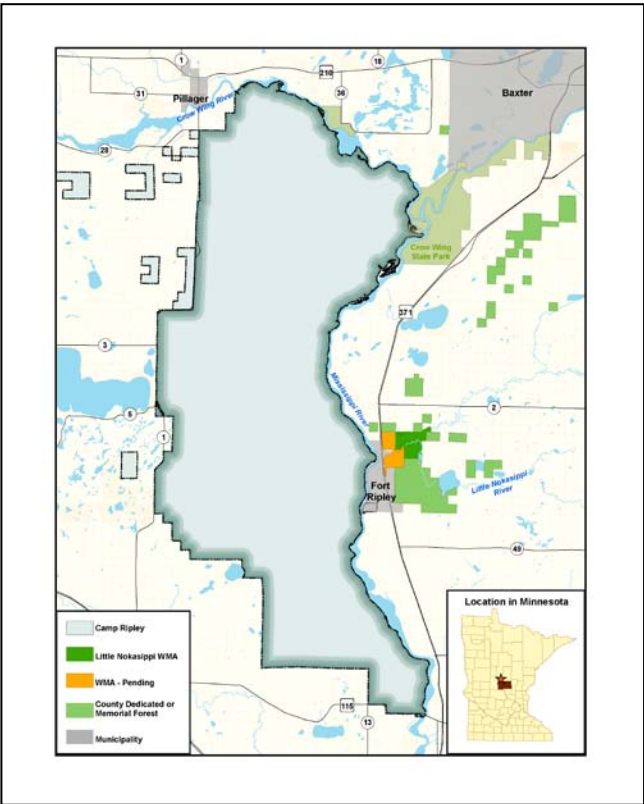 1
18
210
Pillager
31
36
Baxter
Crow Wing River
28
Crow Wing
State Park
371
3
Mississippi River
2
5
1
Fort
Ripley
Little Nokasippi
River
49
Location in Minnesota
Camp Ripley
Little Nokasippi WMA
WMA - Pending
County Dedicated or
Memorial Forest
Municipality
115
13